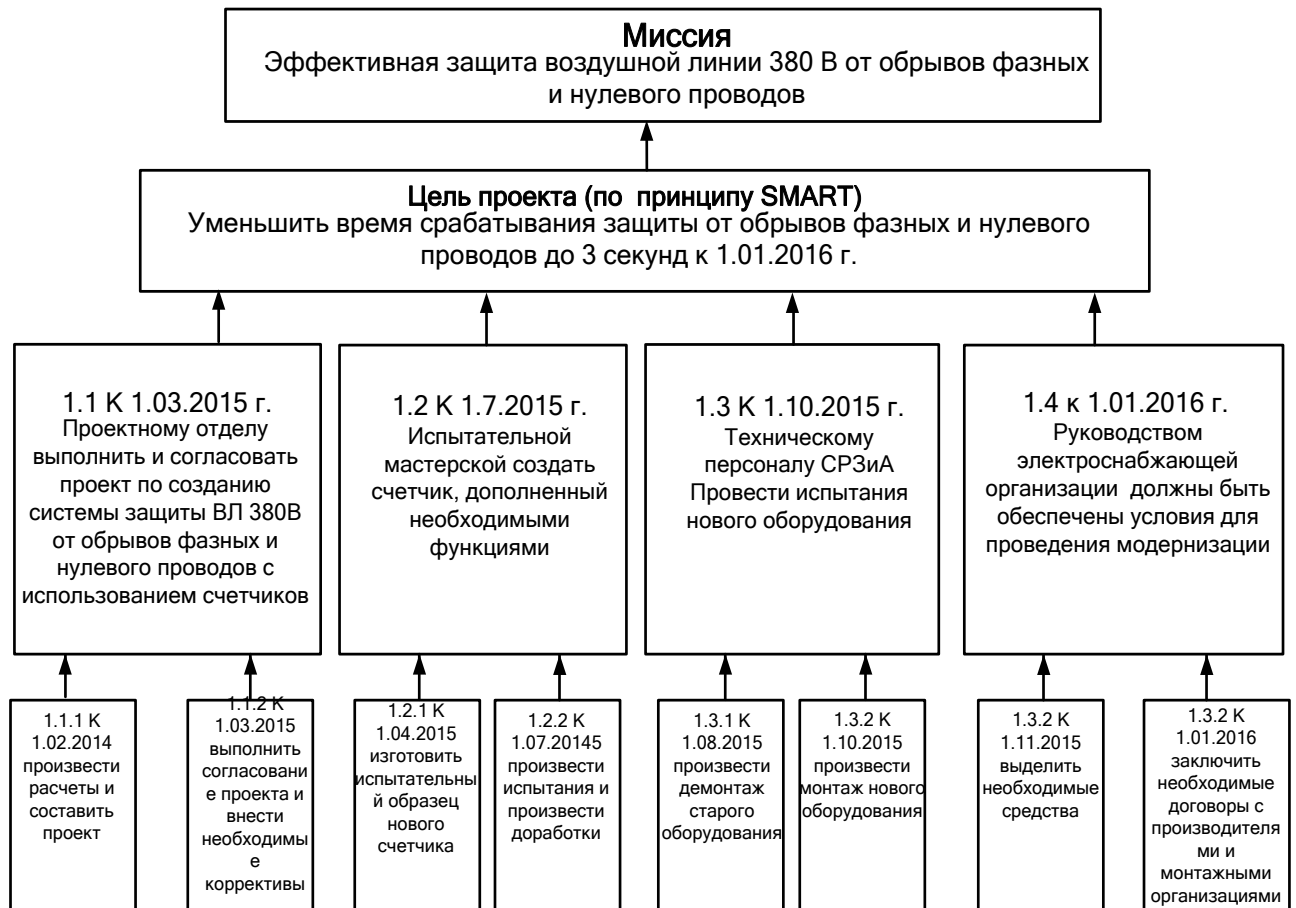 Миссия
Эффективная защита воздушной линии 380 В от обрывов фазных
и нулевого проводов
Цель проекта (по принципу SMART)
Уменьшить время срабатывания защиты от обрывов фазных и нулевого
проводов до 3 секунд к 1.01.2016 г.
1.1 К 1.03.2015 г.
Проектному отделу
выполнить и согласовать
проект по созданию
системы защиты ВЛ 380В
от обрывов фазных и
нулевого проводов с
использованием счетчиков
1.2 К 1.7.2015 г.
Испытательной
мастерской создать
счетчик, дополненный
необходимыми
функциями
1.3 К 1.10.2015 г.
Техническому
персоналу СРЗиА
Провести испытания
нового оборудования
1.4 к 1.01.2016 г.
Руководством
электроснабжающей
организации должны быть
обеспечены условия для
проведения модернизации
1.1.1 К
1.02.2014
произвести
расчеты и
составить
проект
1.1.2 К
1.03.2015
выполнить
согласовани
е проекта и
внести
необходимы
е
коррективы
1.2.1 К
1.04.2015
изготовить
испытательны
й образец
нового
счетчика
1.2.2 К
1.07.20145
произвести
испытания и
произвести
доработки
1.3.1 К
1.08.2015
произвести
демонтаж
старого
оборудования
1.3.2 К
1.10.2015
произвести
монтаж нового
оборудования
1.3.2 К
1.11.2015
выделить
необходимые
средства
1.3.2 К
1.01.2016
заключить
необходимые
договоры с
производителя
ми и
монтажными
организациями